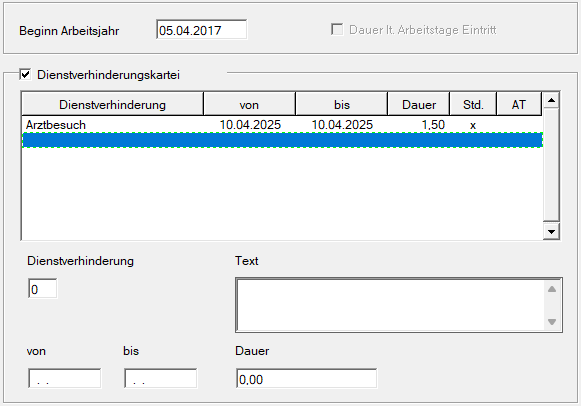 Beginn Arbeitsjahr 05.04.2017 Dauer lt. Arbeitstage Eintritt
Dienstverhinderungskartei
Dienstverhinderung von bis Dauer Std. AT
Arztbesuch 10.04.2025 10.04.2025 1,50 x
Dienstverhinderung Text
0
von bis Dauer
. . . . 0,00